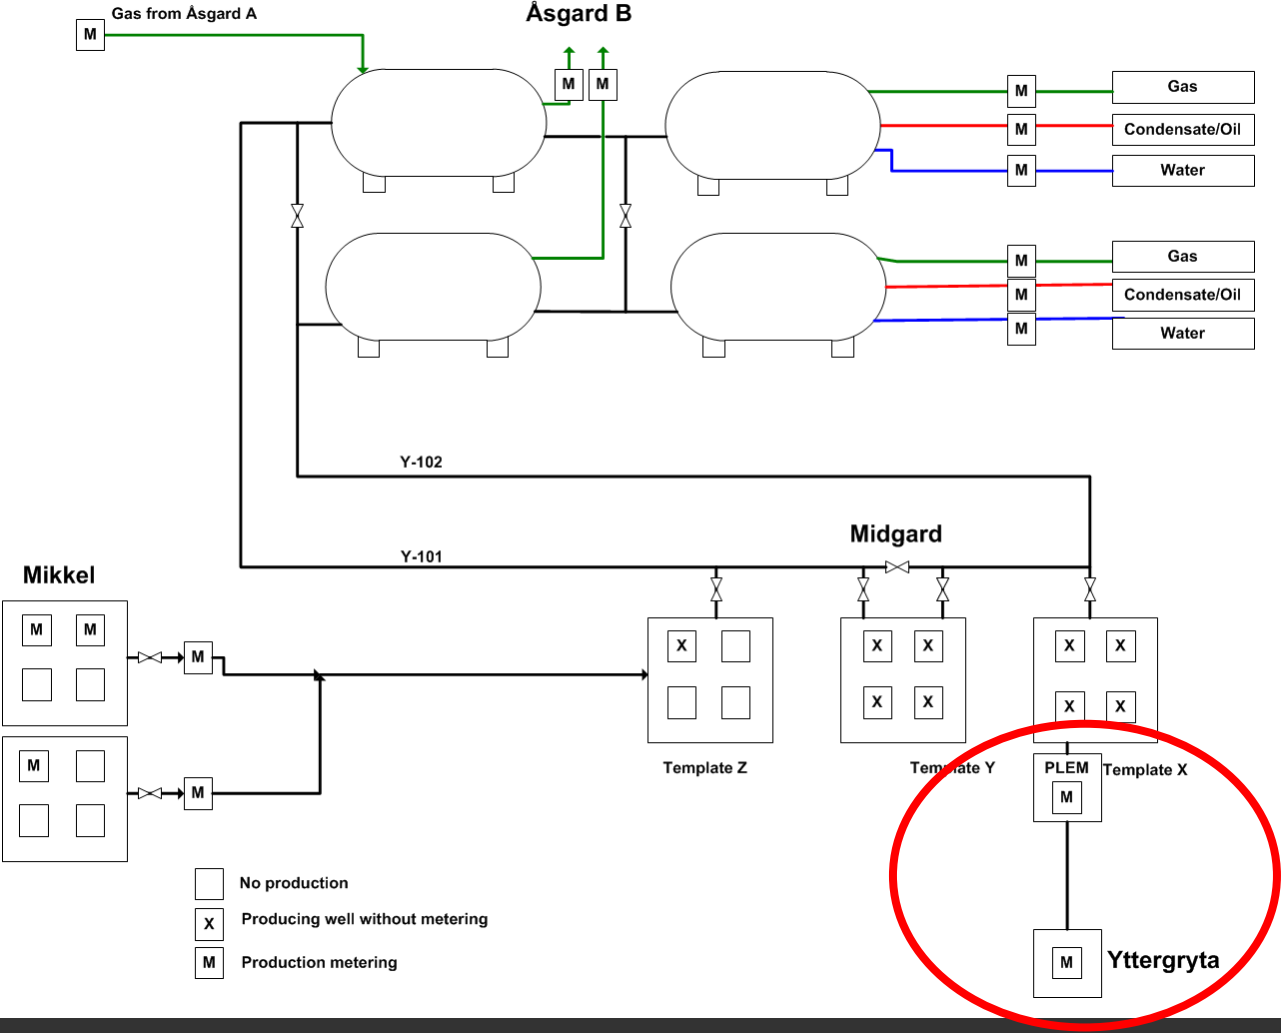 Gas from Åsgard A
Åsgard B
M
M
M
M
Gas
M
Condensate/Oil
M
Water
M
Gas
M
Condensate/Oil
M
Water
Y-102
Midgard
Y-101
Mikkel
M
M
M
X
X
X
X
X
X
X
X
X
M
M
Template Z
Template Y
PLEM
Template X
M
No production
X
Producing well without metering
M
Production metering
M
Yttergryta